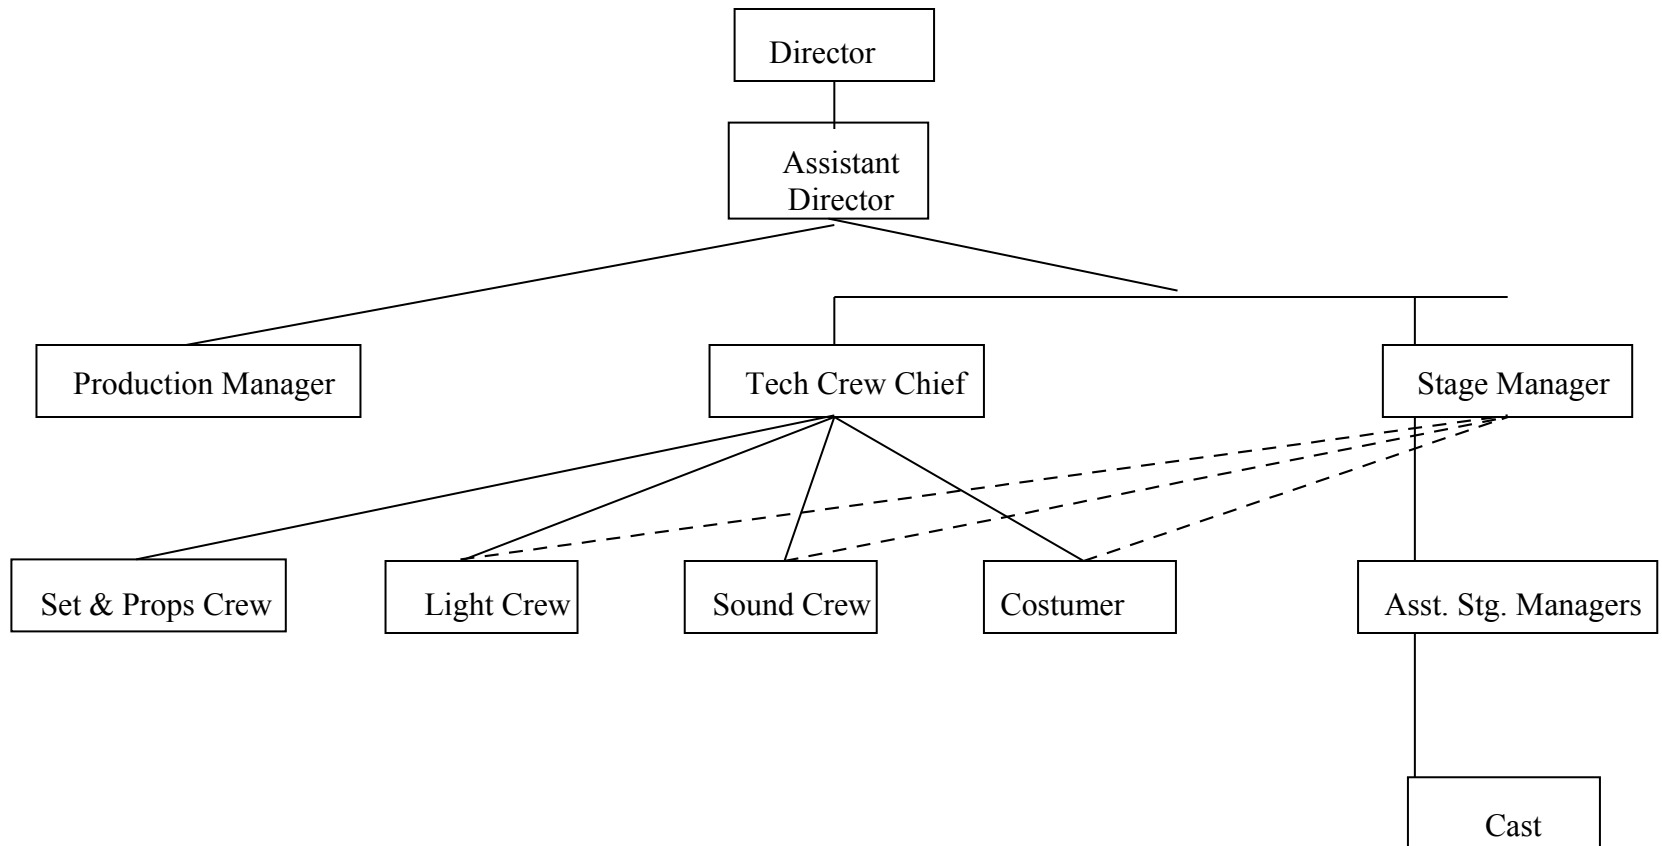 Director
Assistant
Director
Production Manager
Tech Crew Chief
Stage Manager
Set & Props Crew
Light Crew
Sound Crew
Costumer
Asst. Stg. Managers
Cast